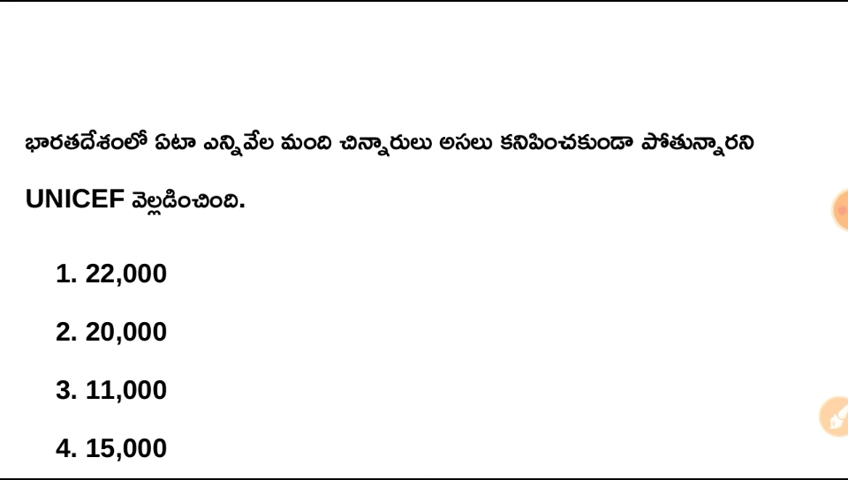 భారతదేశంలో ఏటా ఎన్నివేల మంది చిన్నారులు అసలు కనిపించకుండా పోతున్నారని
UNICEF వెల్లడించింది.
1. 22,000
2. 20,000
3. 11,000
4. 15,000